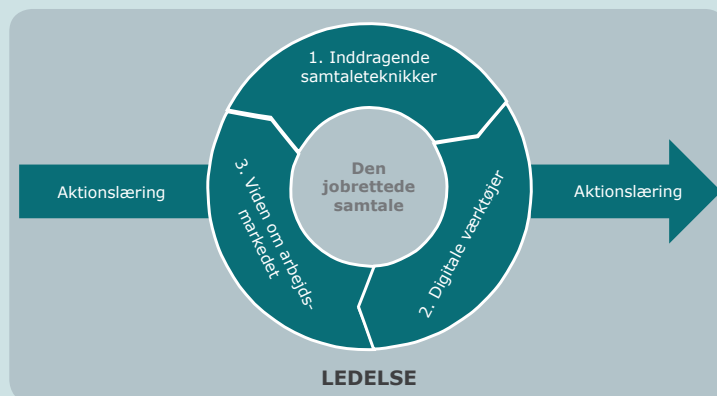 1. Inddragende
samtaleteknikker
Den
jobrettede
samtale
Aktionslæring
3. Viden om arbejds-
markedet
2. Digitale værktøjer
Aktionslæring
LEDELSE